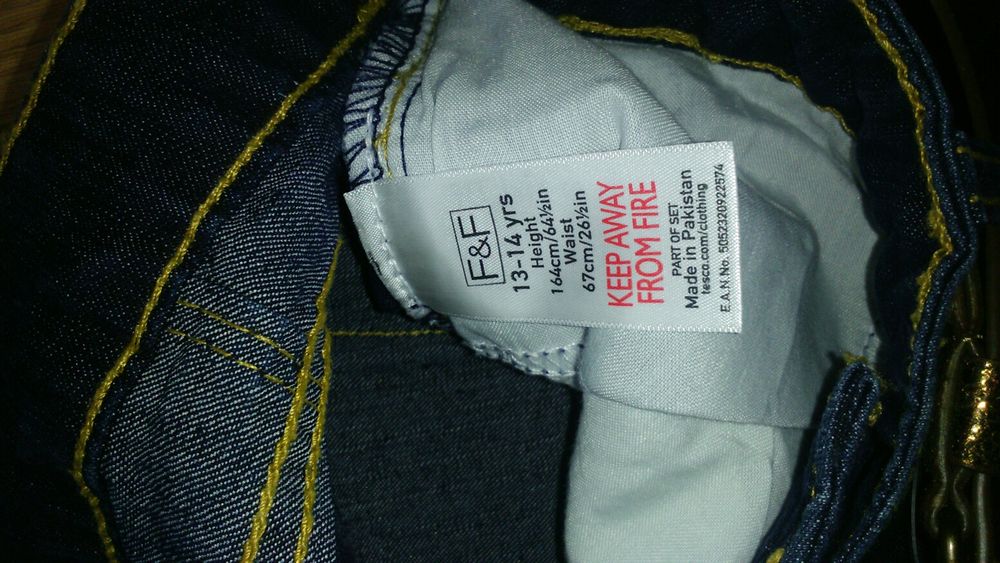 F&F
13-14 yrs
Height
164cm/64½in
Waist
67cm/26½in
KEEP AWAY
FROM FIRE
PART OF SET
Made in Pakistan
tesco.com/clothing
E.A.N No. 5052320922574